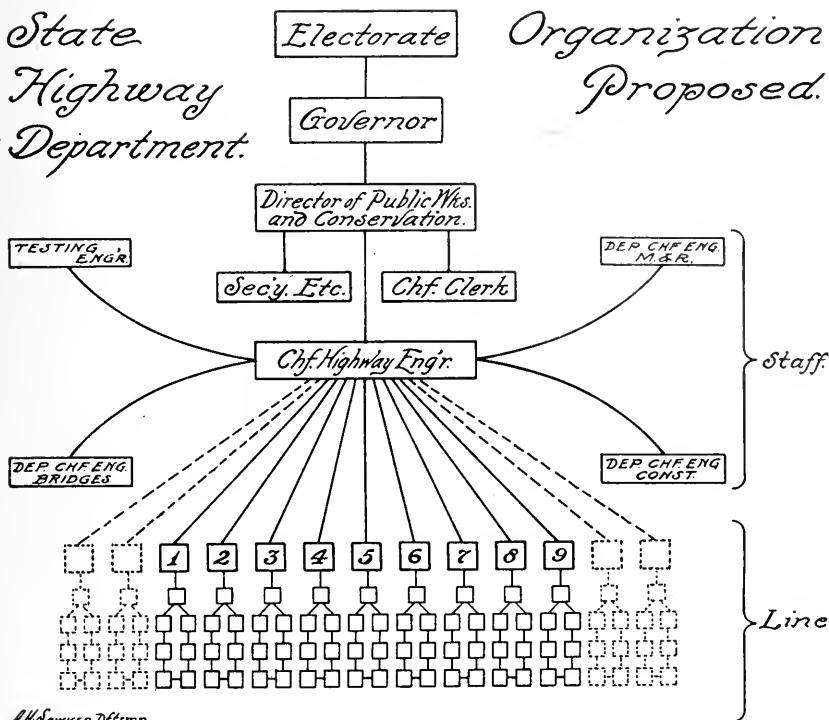 State
Highway
Department.
Organization
Proposed.
Electorate
Governor
Director of Public Wks.
and Conservation.
Sec'y. Etc.
Chf. Clerk
TESTING
ENGR.
DEP. CHF. ENG.
M. & R.
Chf. Highway Eng'r.
Staff.
DEP. CHF. ENG.
BRIDGES
DEP. CHF. ENG
CONST.
1 2 3 4 5 6 7 8 9
Line